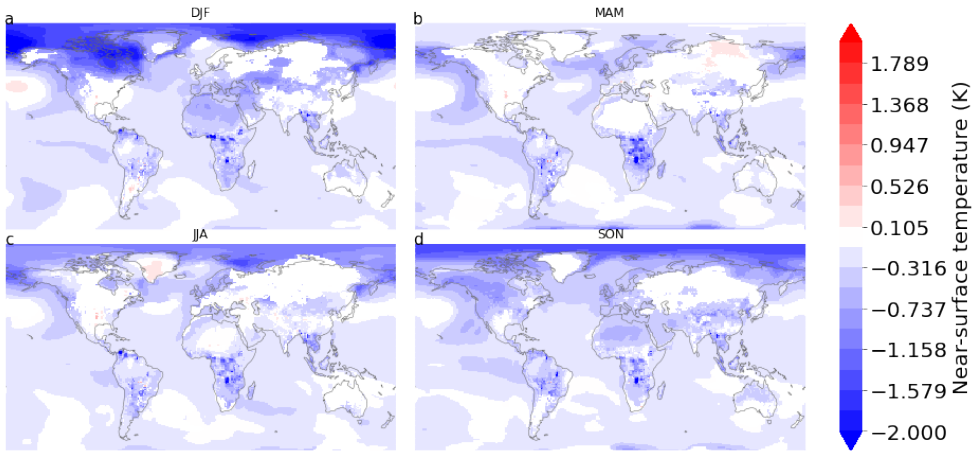 a
DJF
b
MAM
c
JJA
d
SON
1.789
1.368
0.947
0.526
0.105
−0.316
−0.737
−1.158
−1.579
−2.000
Near-surface temperature (K)